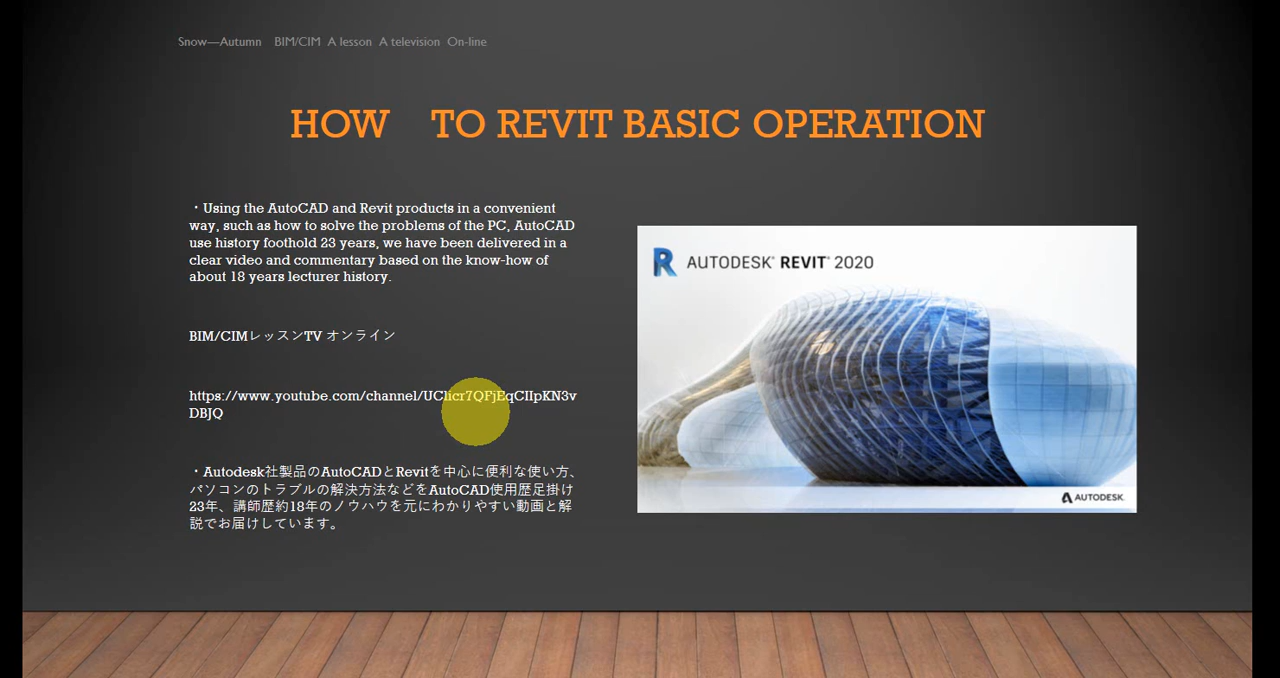 Snow—Autumn BIM/CIM A lesson A television On-line
HOW TO REVIT BASIC OPERATION
・Using the AutoCAD and Revit products in a convenient
way, such as how to solve the problems of the PC, AutoCAD
use history foothold 23 years, we have been delivered in a
clear video and commentary based on the know-how of
about 18 years lecturer history.
BIM/CIMレッスンTV オンライン
https://www.youtube.com/channel/UClicr7QFjEqCIIpKN3v
DBJQ
・Autodesk社製品のAutoCADとRevitを中心に便利な使い方、
パソコンのトラブルの解決方法などをAutoCAD使用歴足掛け
23年、講師歴約18年のノウハウを元にわかりやすい動画と解
説でお届けしています。
R AUTODESK® REVIT® 2020
AUTODESK.